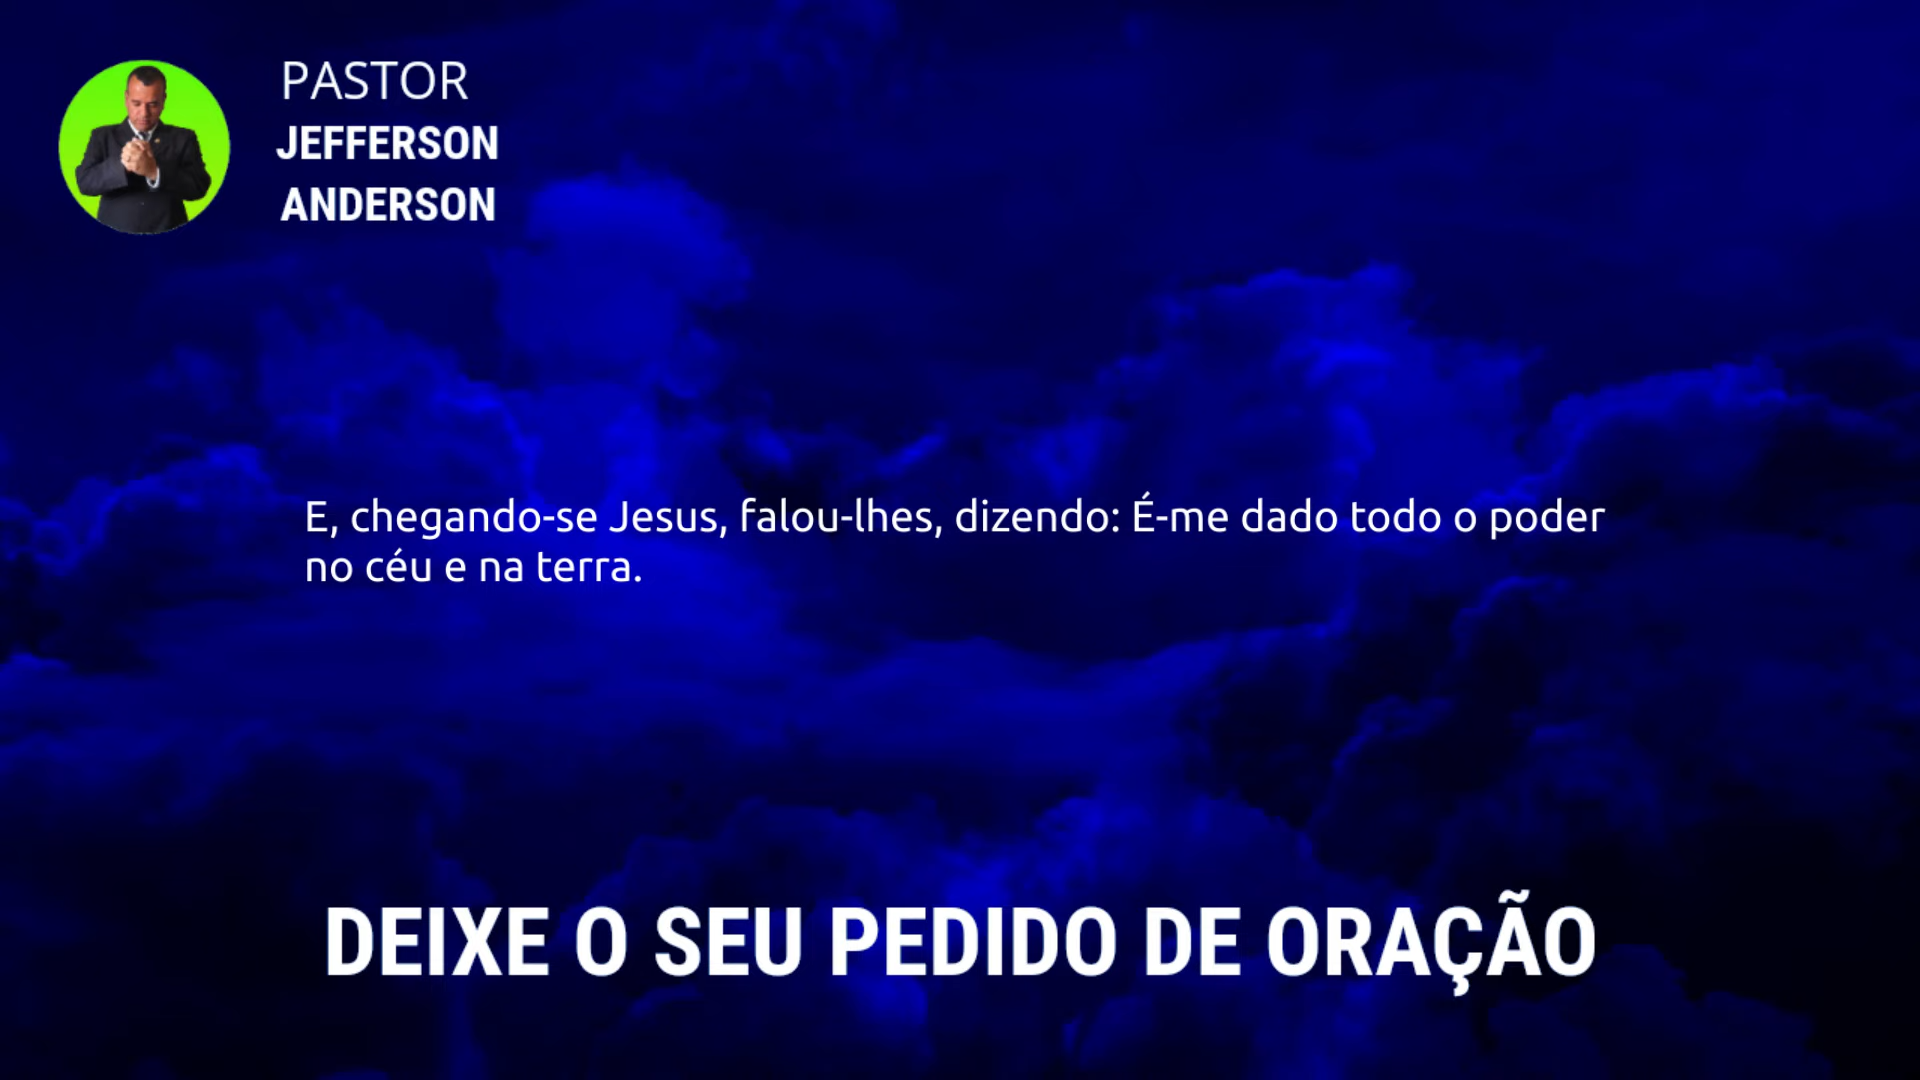 PASTOR
JEFFERSON
ANDERSON
E, chegando-se Jesus, falou-lhes, dizendo: É-me dado todo o poder
no céu e na terra.
DEIXE O SEU PEDIDO DE ORAÇÃO